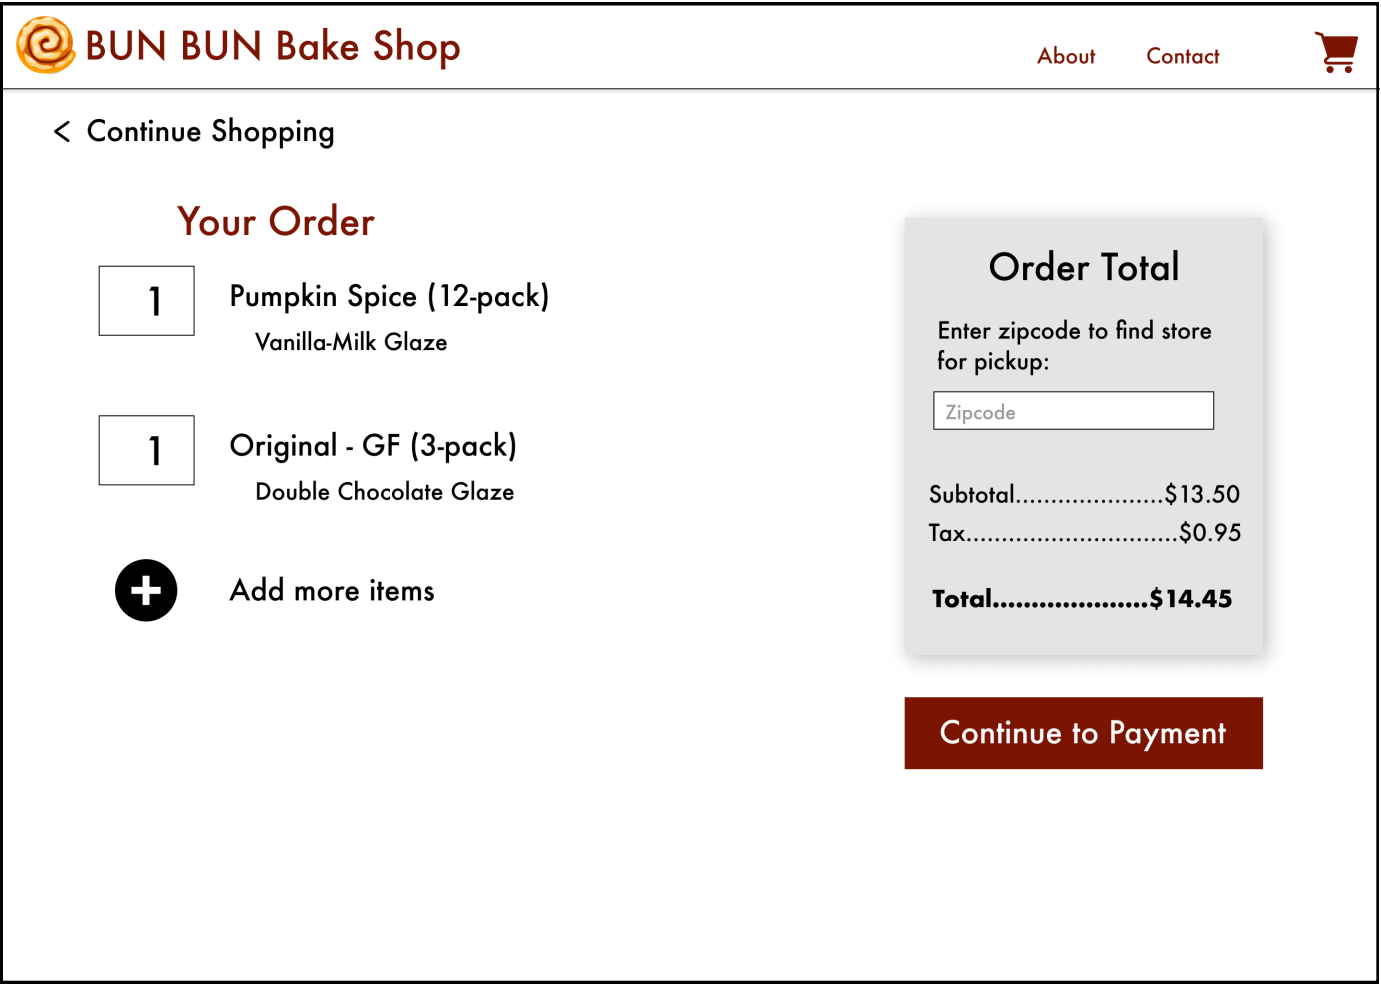 BUN BUN Bake Shop
About
Contact
< Continue Shopping
Your Order
1
Pumpkin Spice (12-pack)
Vanilla-Milk Glaze
1
Original - GF (3-pack)
Double Chocolate Glaze
Add more items
Order Total
Enter zipcode to find store
for pickup:
Zipcode
Subtotal.....................$13.50
Tax..............................$0.95
Total....................$14.45
Continue to Payment